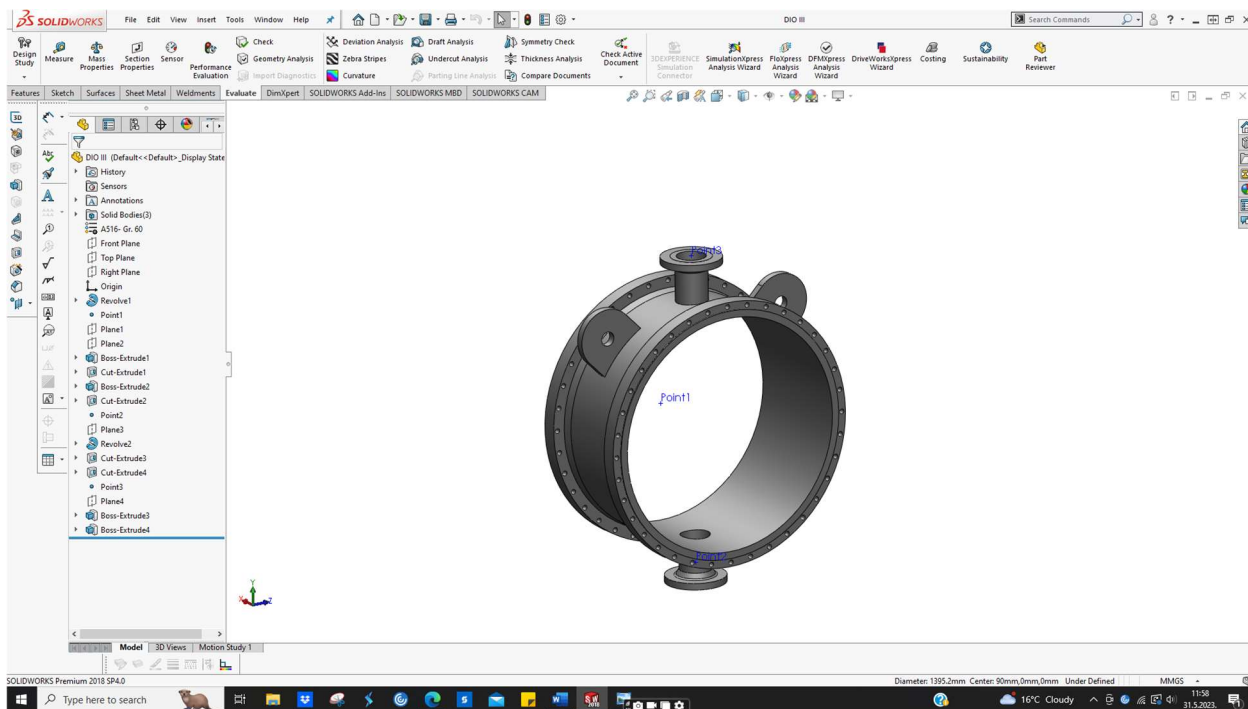 SOLIDWORKS File Edit View Insert Tools Window Help DIO III Search Commands
Design Study
Measure
Mass Properties
Section Properties
Sensor
Performance Evaluation
Check
Geometry Analysis
Import Diagnostics
Deviation Analysis
Zebra Stripes
Curvature
Draft Analysis
Undercut Analysis
Parting Line Analysis
Symmetry Check
Thickness Analysis
Compare Documents
Check Active Document
3DEXPERIENCE Simulation Connector
SimulationXpress Analysis Wizard
FloXpress Analysis Wizard
DFMXpress Analysis Wizard
DriveWorksXpress Wizard
Costing
Sustainability
Part Reviewer
Features Sketch Surfaces Sheet Metal Weldments Evaluate DimXpert SOLIDWORKS Add-Ins SOLIDWORKS MBD SOLIDWORKS CAM
DIO III (Default<<Default>_Display State
History
Sensors
Annotations
Solid Bodies(3)
A516- Gr. 60
Front Plane
Top Plane
Right Plane
Origin
Revolve1
Point1
Plane1
Plane2
Boss-Extrude1
Cut-Extrude1
Boss-Extrude2
Cut-Extrude2
Point2
Plane3
Revolve2
Cut-Extrude3
Cut-Extrude4
Point3
Plane4
Boss-Extrude3
Boss-Extrude4
Point3
Point1
Point2
Y
X
Z
Model 3D Views Motion Study 1
SOLIDWORKS Premium 2018 SP4.0 Diameter: 1395.2mm Center: 90mm,0mm,0mm Under Defined MMGS
Type here to search 16°C Cloudy 11:58
31.5.2023.